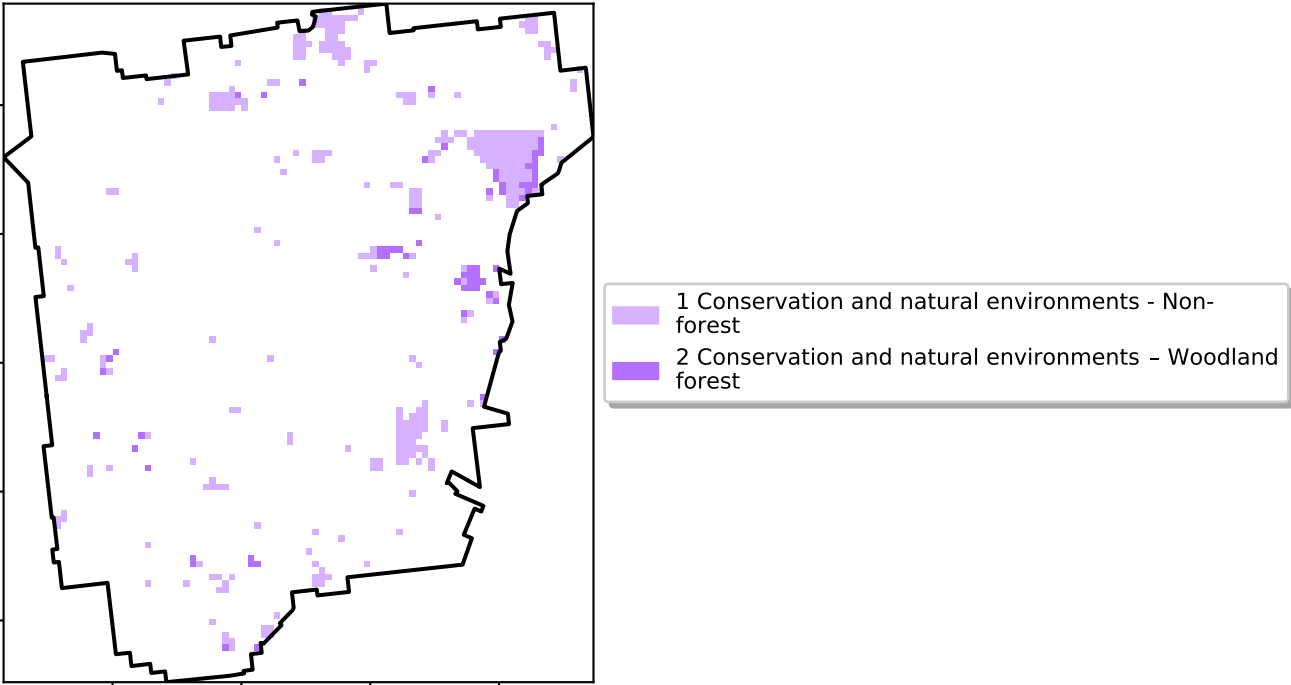 1 Conservation and natural environments - Non-
forest
2 Conservation and natural environments – Woodland
forest